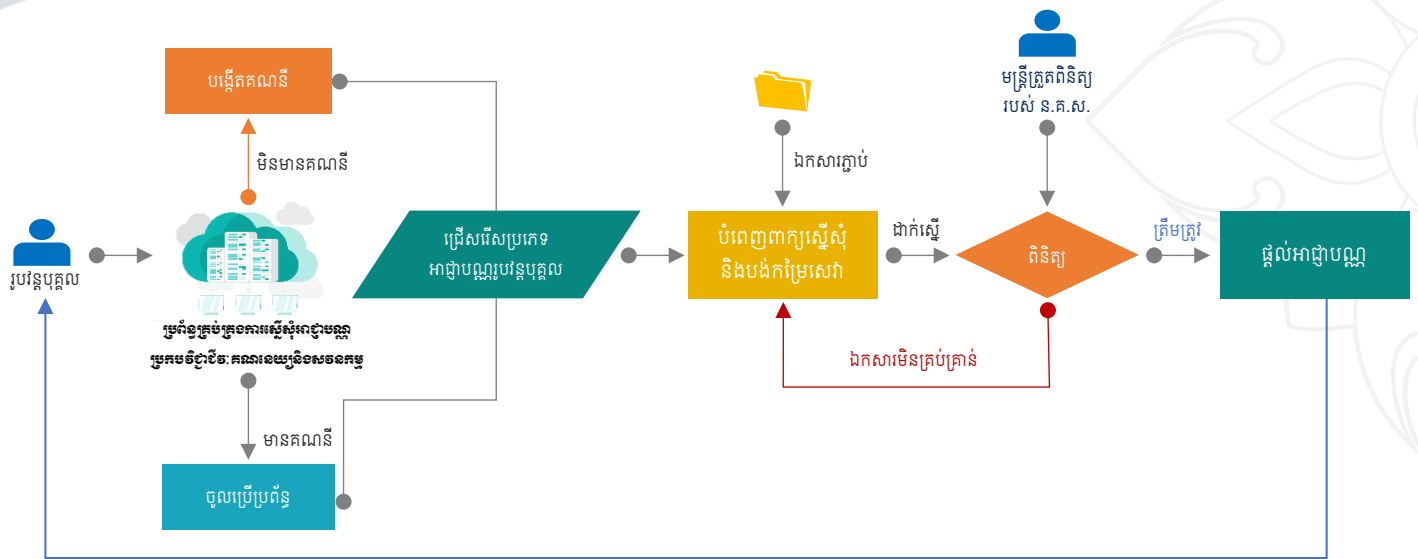 បង្កើតគណនី
មិនមានគណនី
រូបវន្តបុគ្គល
ប្រព័ន្ធគ្រប់គ្រងការស្នើសុំអាជ្ញាបណ្ណ
ប្រកបវិជ្ជាជីវៈគណនេយ្យនិងសវនកម្ម
មានគណនី
ចូលប្រើប្រព័ន្ធ
ជ្រើសរើសប្រភេទ
អាជ្ញាបណ្ណរូបវន្តបុគ្គល
ឯកសារភ្ជាប់
បំពេញពាក្យស្នើសុំ
និងបង់កម្រៃសេវា
ដាក់ស្នើ
មន្ត្រីត្រួតពិនិត្យ
របស់ ន.គ.ស.
ពិនិត្យ
ឯកសារមិនគ្រប់គ្រាន់
ត្រឹមត្រូវ
ផ្តល់អាជ្ញាបណ្ណ